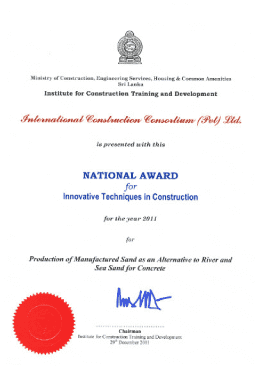 Ministry of Construction, Engineering Services, Housing & Common Amenities
Sri Lanka
Institute for Construction Training and Development
International Construction Consortium (Pvt) Ltd.
is presented with this
NATIONAL AWARD
for
Innovative Techniques in Construction
for the year 2011
for
Production of Manufactured Sand as an Alternative to River and
Sea Sand for Concrete
Chairman
Institute for Construction Training and Development
29th December 2011